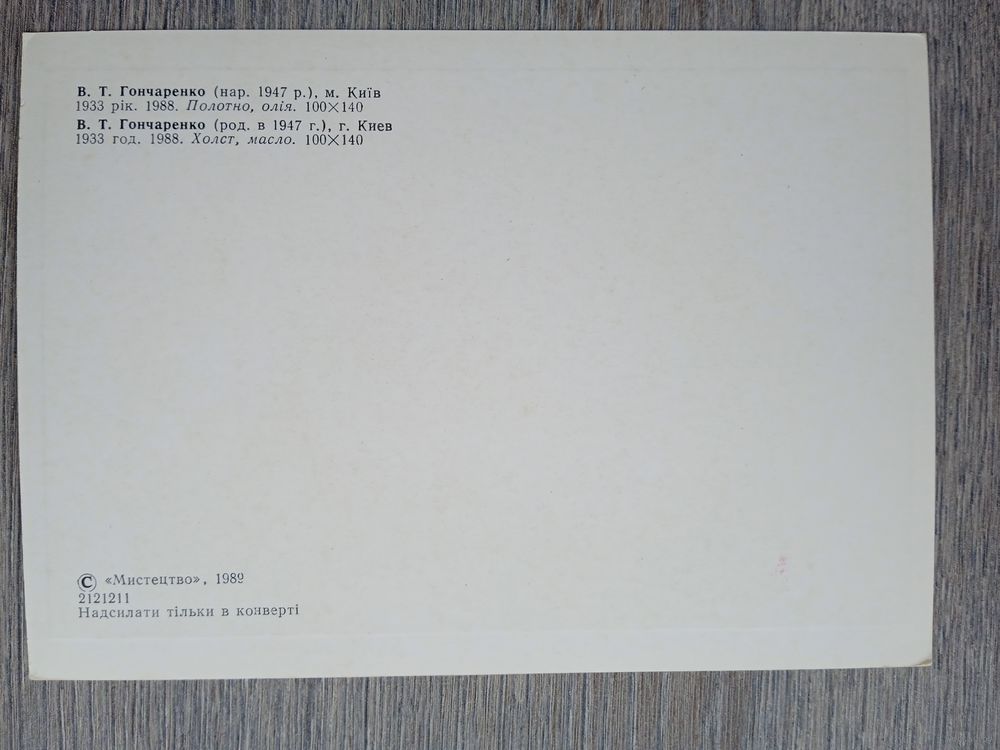 В. Т. Гончаренко (нар. 1947 р.), м. Київ
1933 рік. 1988. Полотно, олія. 100×140
В. Т. Гончаренко (род. в 1947 г.), г. Киев
1933 год. 1988. Холст, масло. 100×140
© «Мистецтво», 1989
2121211
Надсилати тільки в конверті